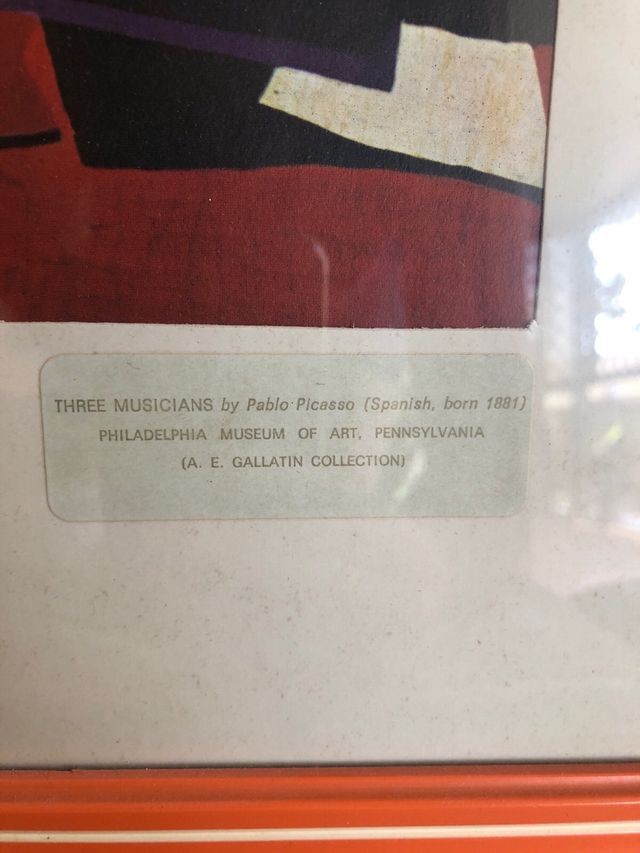 THREE MUSICIANS by Pablo Picasso (Spanish, born 1881)
PHILADELPHIA MUSEUM OF ART, PENNSYLVANIA
(A. E. GALLATIN COLLECTION)